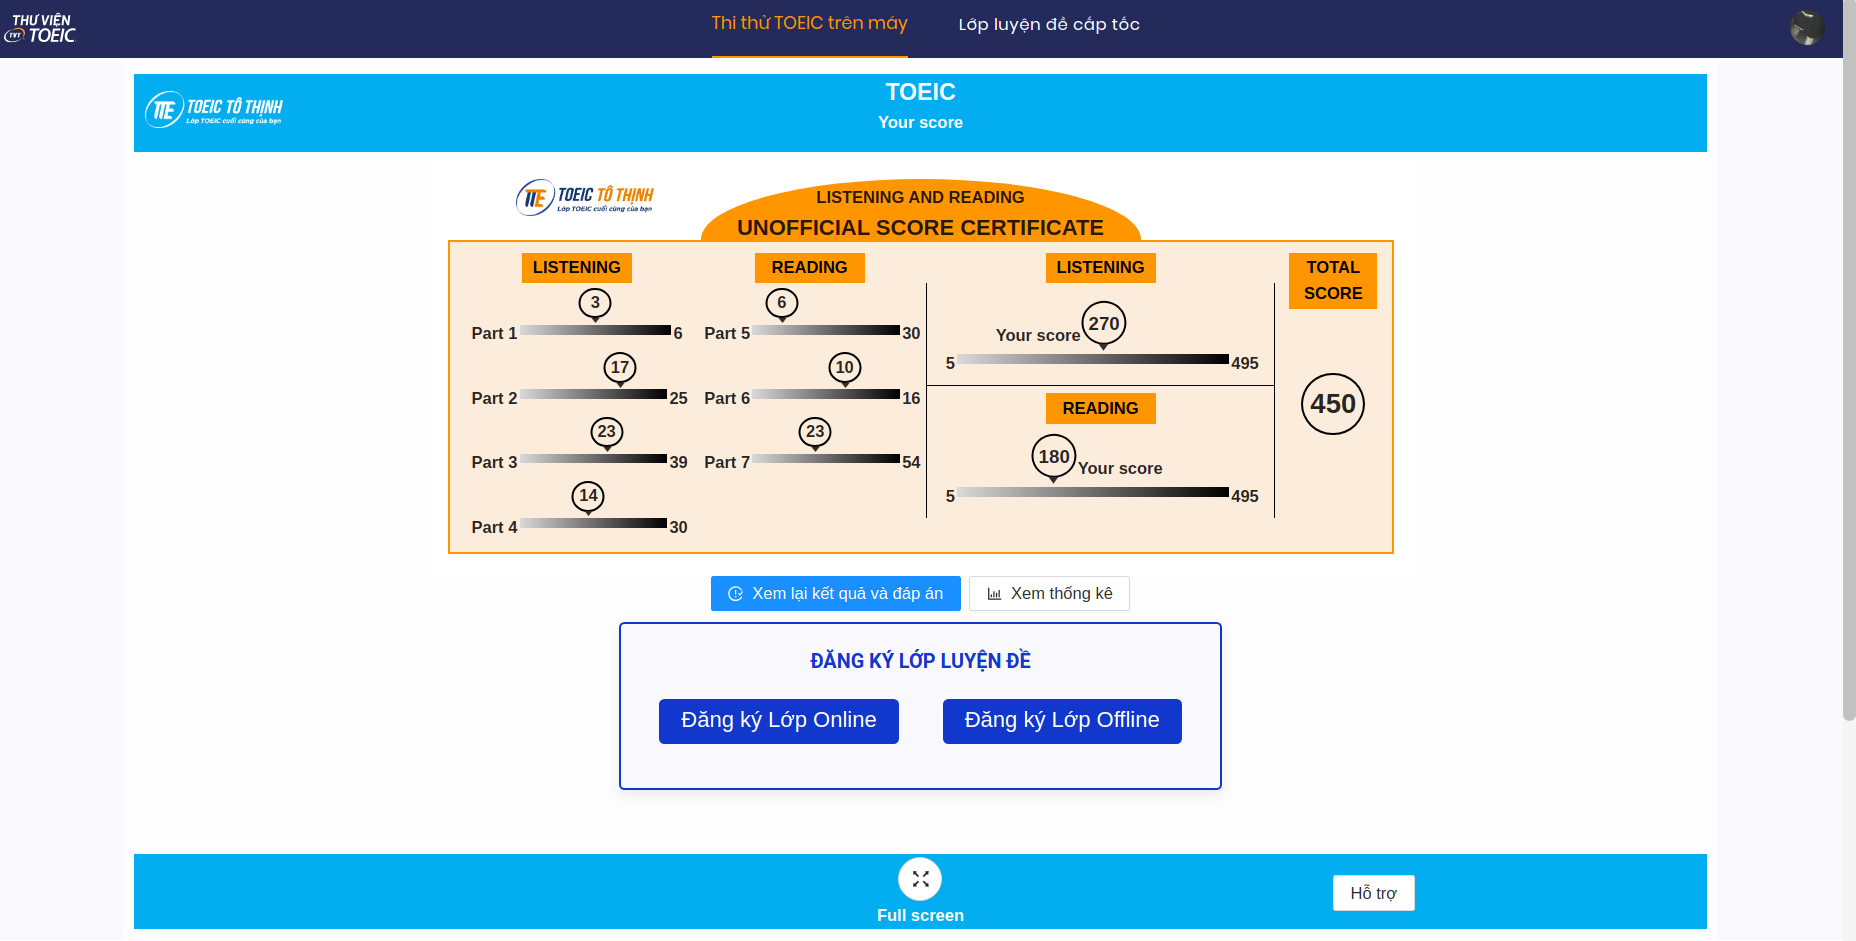 THƯ VIỆN
TVT TOEIC
Thi thử TOEIC trên máy
Lớp luyện đề cấp tốc
TTE TOEIC TÔ THỊNH
Lớp TOEIC cuối cùng của bạn
TOEIC
Your score
TTE TOEIC TÔ THỊNH
Lớp TOEIC cuối cùng của bạn
LISTENING AND READING
UNOFFICIAL SCORE CERTIFICATE
LISTENING
3
Part 1 6
17
Part 2 25
23
Part 3 39
14
Part 4 30
READING
6
Part 5 30
10
Part 6 16
23
Part 7 54
LISTENING
Your score 270
5 495
READING
180 Your score
5 495
TOTAL
SCORE
450
Xem lại kết quả và đáp án
Xem thống kê
ĐĂNG KÝ LỚP LUYỆN ĐỀ
Đăng ký Lớp Online
Đăng ký Lớp Offline
Full screen
Hỗ trợ